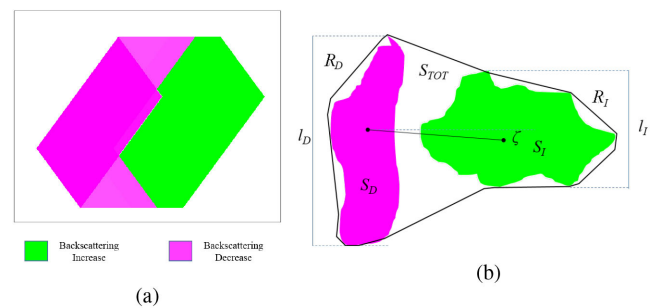 Backscattering
Increase
Backscattering
Decrease
(a)
R_D
S_TOT
R_I
l_D
ζ
l_I
S_I
S_D
(b)